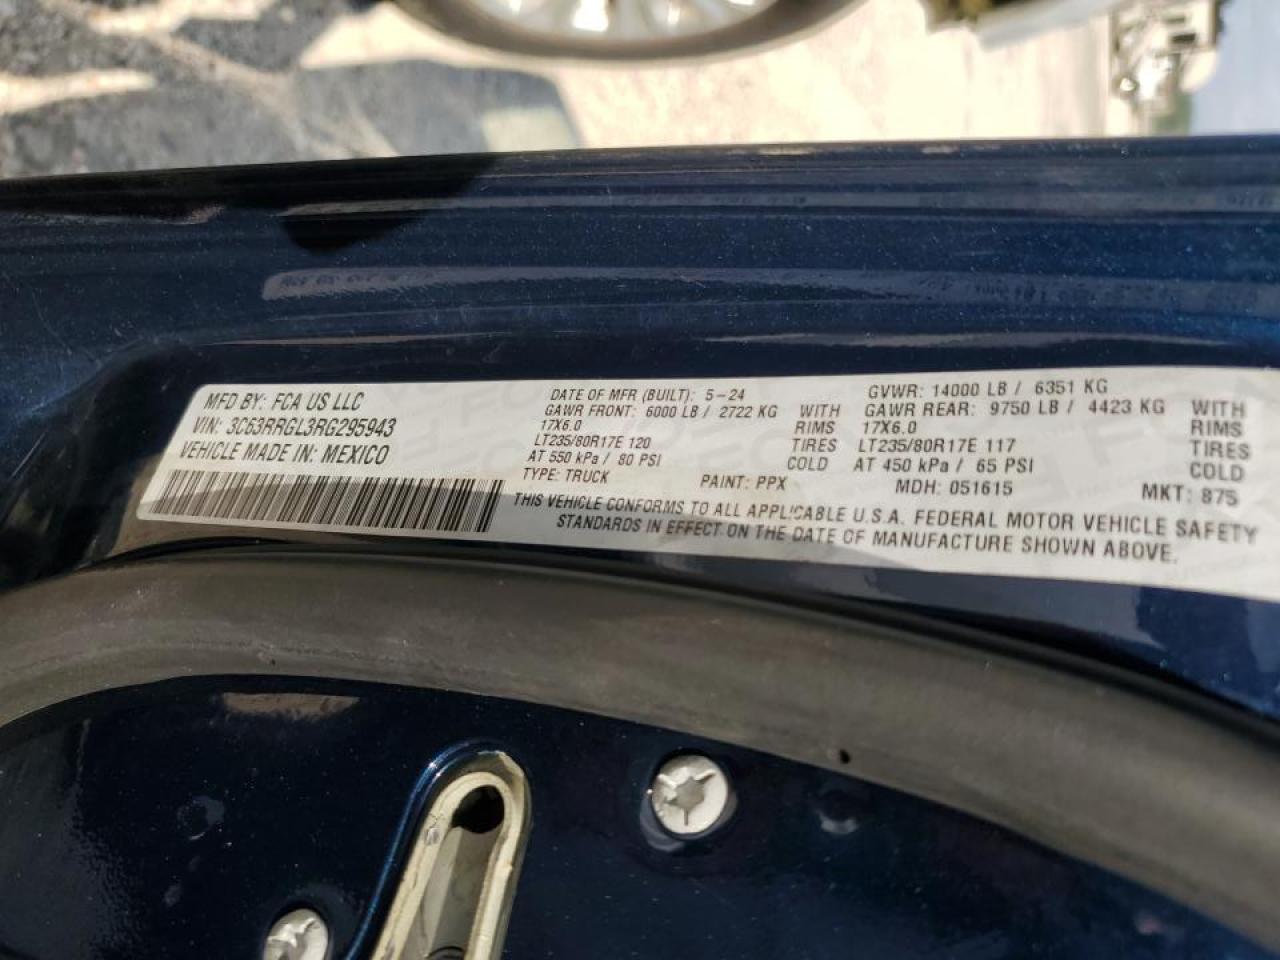 MFD BY: FCA US LLC
VIN: 3C63RRGL3RG295943
VEHICLE MADE IN: MEXICO
DATE OF MFR (BUILT): 5-24 GVWR: 14000 LB / 6351 KG
GAWR FRONT: 6000 LB / 2722 KG WITH GAWR REAR: 9750 LB / 4423 KG WITH
17X6.0 RIMS 17X6.0 RIMS
LT235/80R17E 120 TIRES LT235/80R17E 117 TIRES
AT 550 kPa / 80 PSI COLD AT 450 kPa / 65 PSI COLD
TYPE: TRUCK PAINT: PPX MDH: 051615 MKT: 875
THIS VEHICLE CONFORMS TO ALL APPLICABLE U.S.A. FEDERAL MOTOR VEHICLE SAFETY
STANDARDS IN EFFECT ON THE DATE OF MANUFACTURE SHOWN ABOVE.